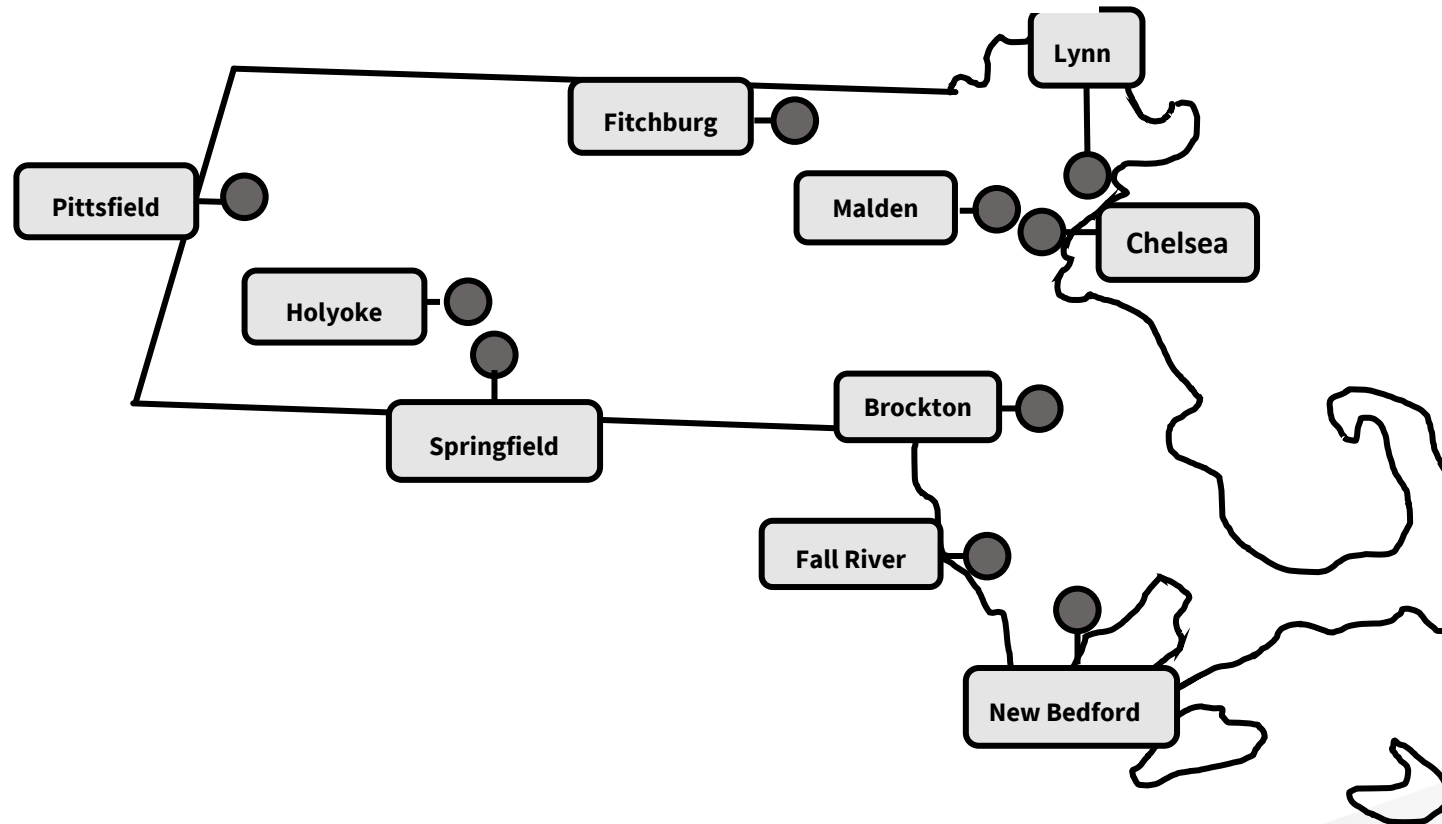 Lynn
Fitchburg
Malden
Pittsfield
Chelsea
Holyoke
Brockton
Springfield
Fall River
New Bedford